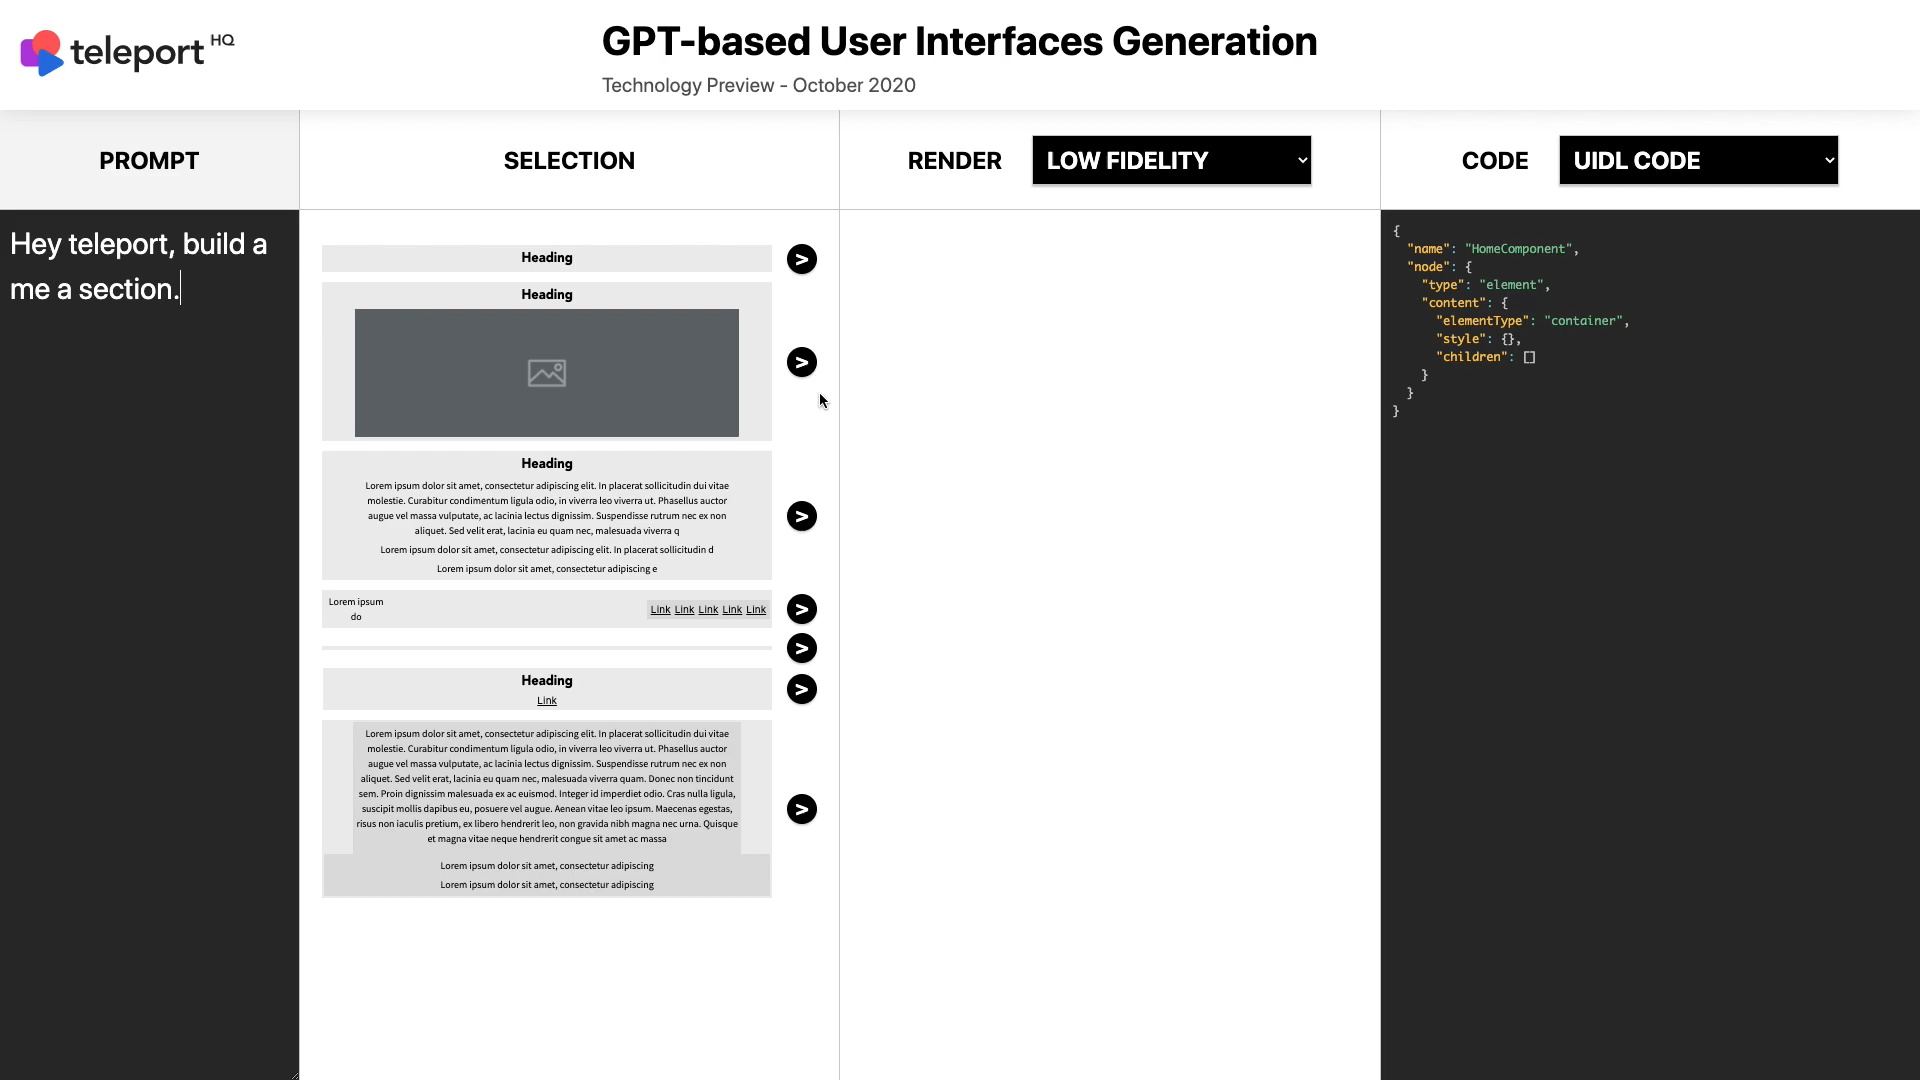 teleport HQ
GPT-based User Interfaces Generation
Technology Preview - October 2020
PROMPT
SELECTION
RENDER
LOW FIDELITY
CODE
UIDL CODE
Hey teleport, build a
me a section.
Heading
>
Heading
>
Heading
Lorem ipsum dolor sit amet, consectetur adipiscing elit. In placerat sollicitudin dui vitae
molestie. Curabitur condimentum ligula odio, in viverra leo viverra ut. Phasellus auctor
augue vel massa vulputate, ac lacinia lectus dignissim. Suspendisse rutrum nec ex non
aliquet. Sed velit erat, lacinia eu quam nec, malesuada viverra q
Lorem ipsum dolor sit amet, consectetur adipiscing elit. In placerat sollicitudin d
Lorem ipsum dolor sit amet, consectetur adipiscing e
>
Lorem ipsum
do
Link Link Link Link Link
>
>
Heading
Link
>
Lorem ipsum dolor sit amet, consectetur adipiscing elit. In placerat sollicitudin dui vitae
molestie. Curabitur condimentum ligula odio, in viverra leo viverra ut. Phasellus auctor
augue vel massa vulputate, ac lacinia lectus dignissim. Suspendisse rutrum nec ex non
aliquet. Sed velit erat, lacinia eu quam nec, malesuada viverra quam. Donec non tincidunt
sem. Proin dignissim malesuada ex ac euismod. Integer id imperdiet odio. Cras nulla ligula,
suscipit mollis dapibus eu, posuere vel augue. Aenean vitae leo ipsum. Maecenas egestas,
risus non iaculis pretium, ex libero hendrerit leo, non gravida nibh magna nec urna. Quisque
et magna vitae neque hendrerit congue sit amet ac massa
Lorem ipsum dolor sit amet, consectetur adipiscing
Lorem ipsum dolor sit amet, consectetur adipiscing
>
{
"name": "HomeComponent",
"node": {
"type": "element",
"content": {
"elementType": "container",
"style": {},
"children": []
}
}
}